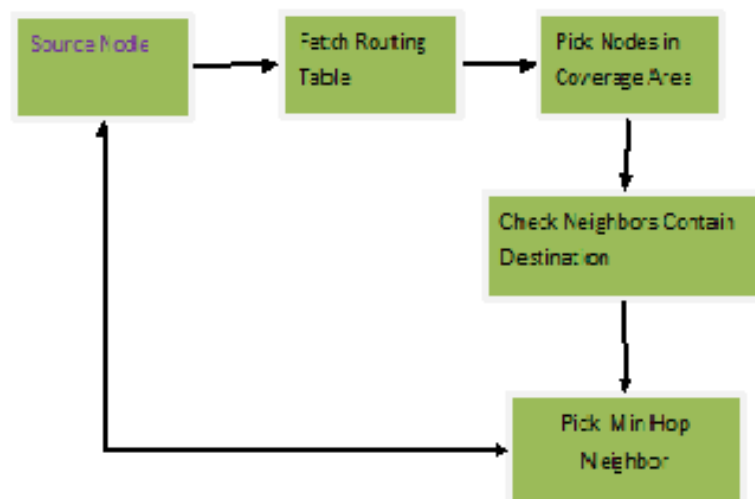 Source Node
Fetch Routing
Table
Pick Nodes in
Coverage Area
Check Neighbors Contain
Destination
Pick Min Hop
Neighbor